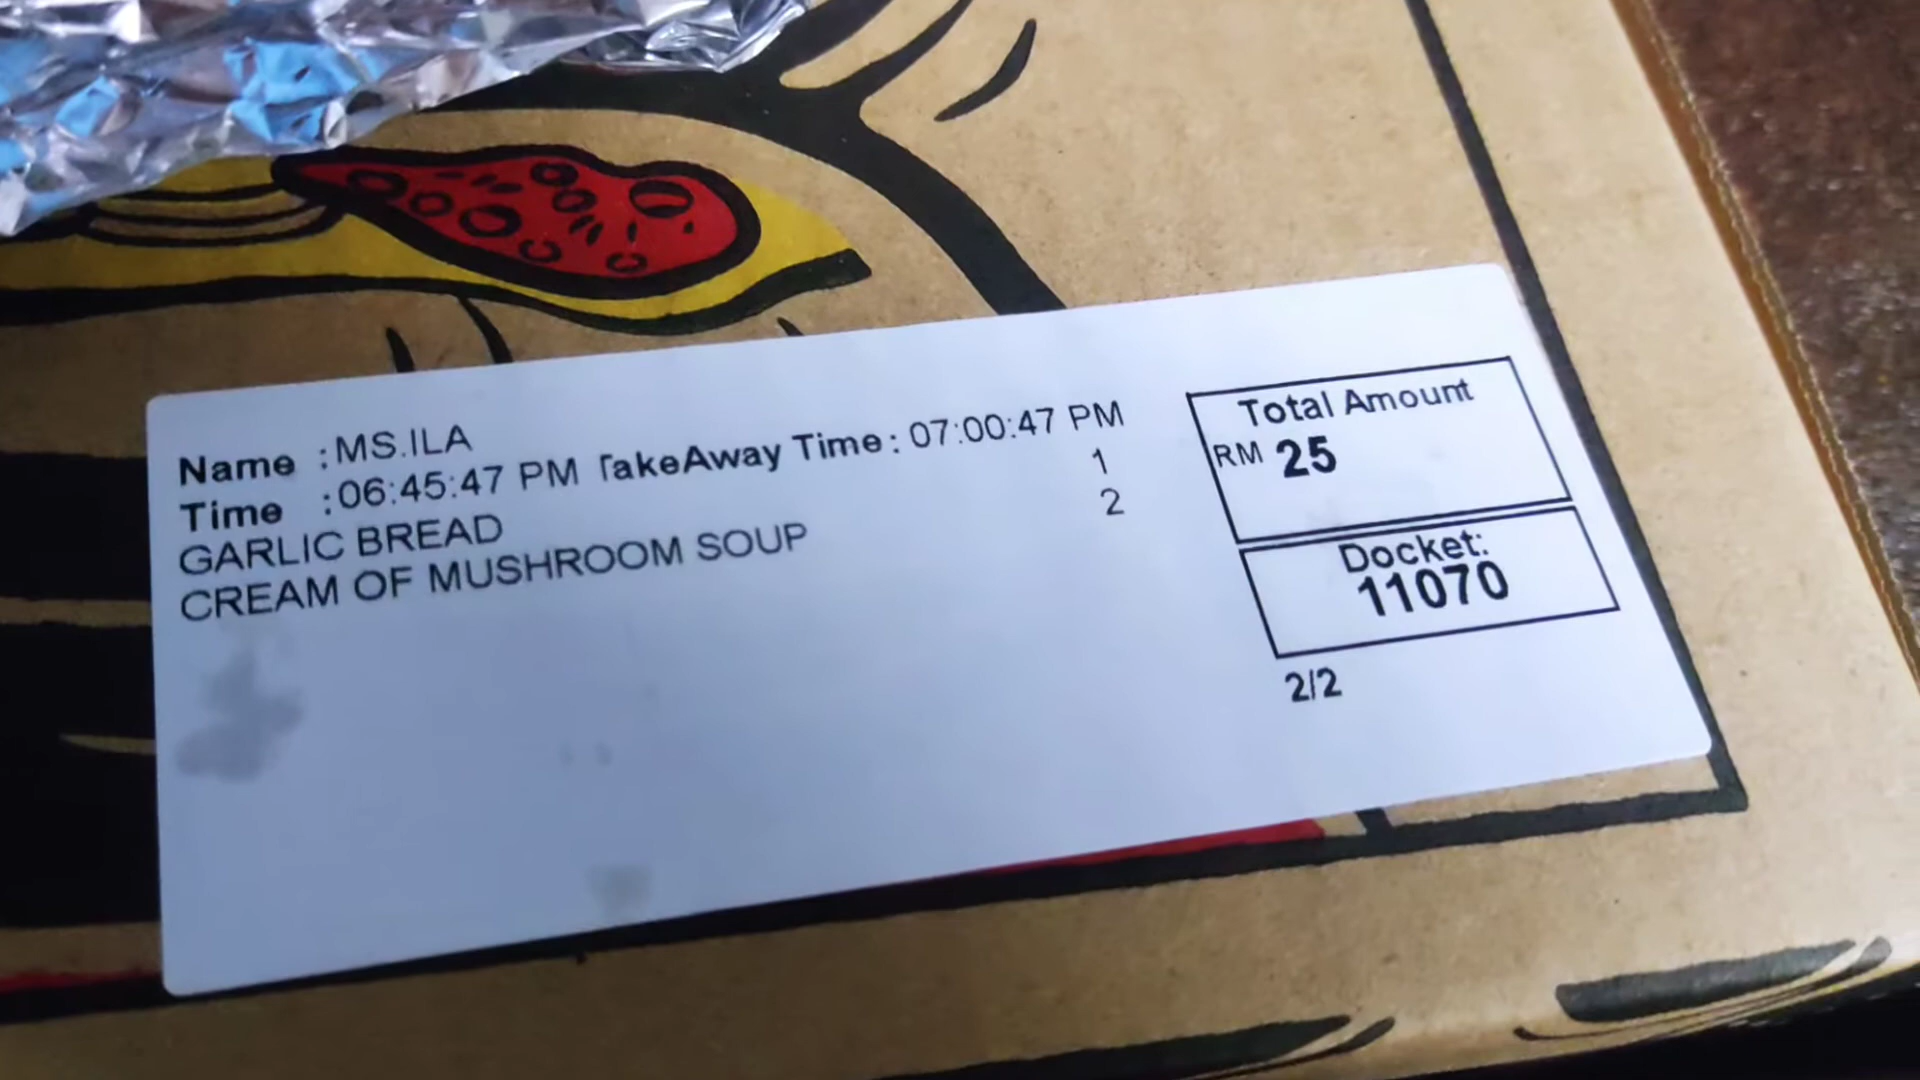 Name :MS.ILA
Time :06:45:47 PM TakeAway Time: 07:00:47 PM
GARLIC BREAD 1
CREAM OF MUSHROOM SOUP 2
Total Amount
RM 25
Docket:
11070
2/2